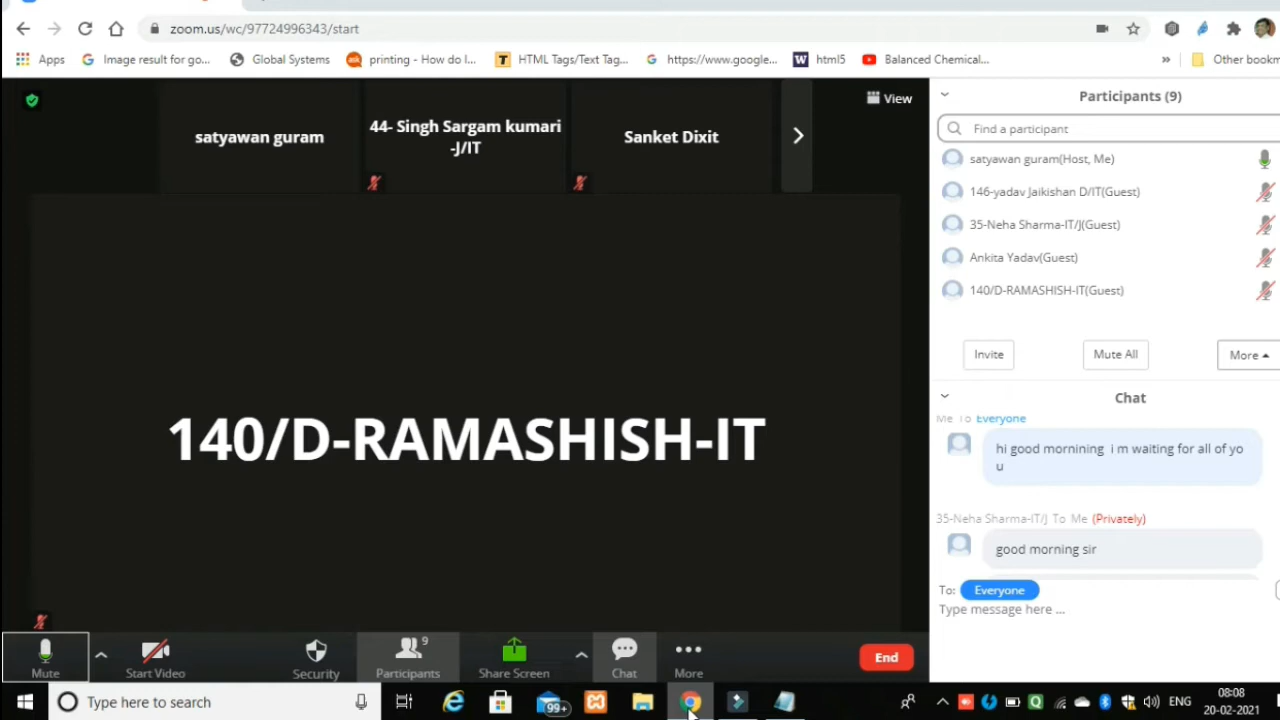 zoom.us/wc/97724996343/start
Apps
Image result for go...
Global Systems
printing - How do I...
HTML Tags/Text Tag...
https://www.google...
html5
Balanced Chemical...
»
Other bookm
satyawan guram
44- Singh Sargam kumari
-J/IT
Sanket Dixit
View
140/D-RAMASHISH-IT
Participants (9)
Find a participant
satyawan guram(Host, Me)
146-yadav Jaikishan D/IT(Guest)
35-Neha Sharma-IT/J(Guest)
Ankita Yadav(Guest)
140/D-RAMASHISH-IT(Guest)
Invite
Mute All
More
Chat
Me To Everyone
hi good mornining i m waiting for all of yo
u
35-Neha Sharma-IT/J To Me (Privately)
good morning sir
To: Everyone
Type message here ...
Mute
Start Video
Security
9
Participants
Share Screen
Chat
More
End
Type here to search
99+
ENG
08:08
20-02-2021